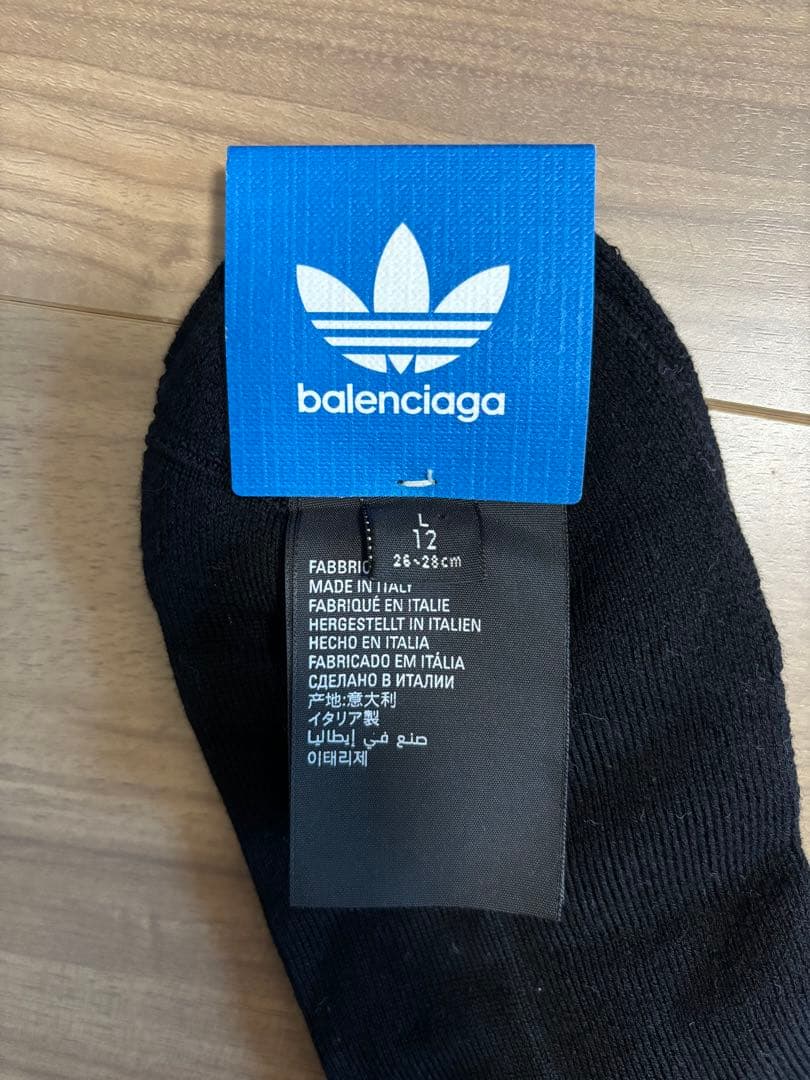 balenciaga
L
12
26~28cm
FABBRIC
MADE IN ITALY
FABRIQUÉ EN ITALIE
HERGESTELLT IN ITALIEN
HECHO EN ITALIA
FABRICADO EM ITÁLIA
СДЕЛАНО В ИТАЛИИ
产地:意大利
イタリア製
صنع في إيطاليا
이태리제